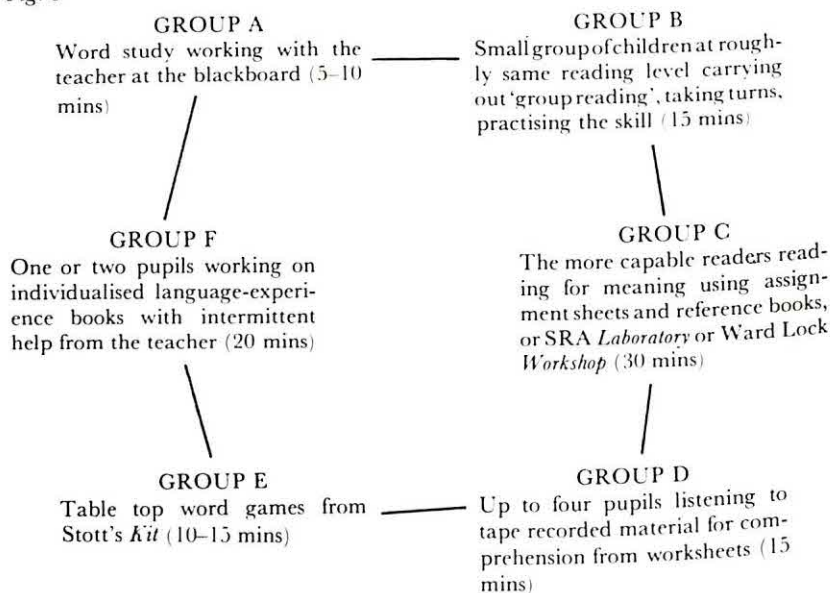 GROUP A
Word study working with the
teacher at the blackboard (5–10
mins)
GROUP B
Small group of children at rough-
ly same reading level carrying
out ‘group reading’, taking turns,
practising the skill (15 mins)
GROUP C
The more capable readers read-
ing for meaning using assign-
ment sheets and reference books,
or SRA Laboratory or Ward Lock
Workshop (30 mins)
GROUP D
Up to four pupils listening to
tape recorded material for com-
prehension from worksheets (15
mins)
GROUP E
Table top word games from
Stott's Kit (10–15 mins)
GROUP F
One or two pupils working on
individualised language-experi-
ence books with intermittent
help from the teacher (20 mins)